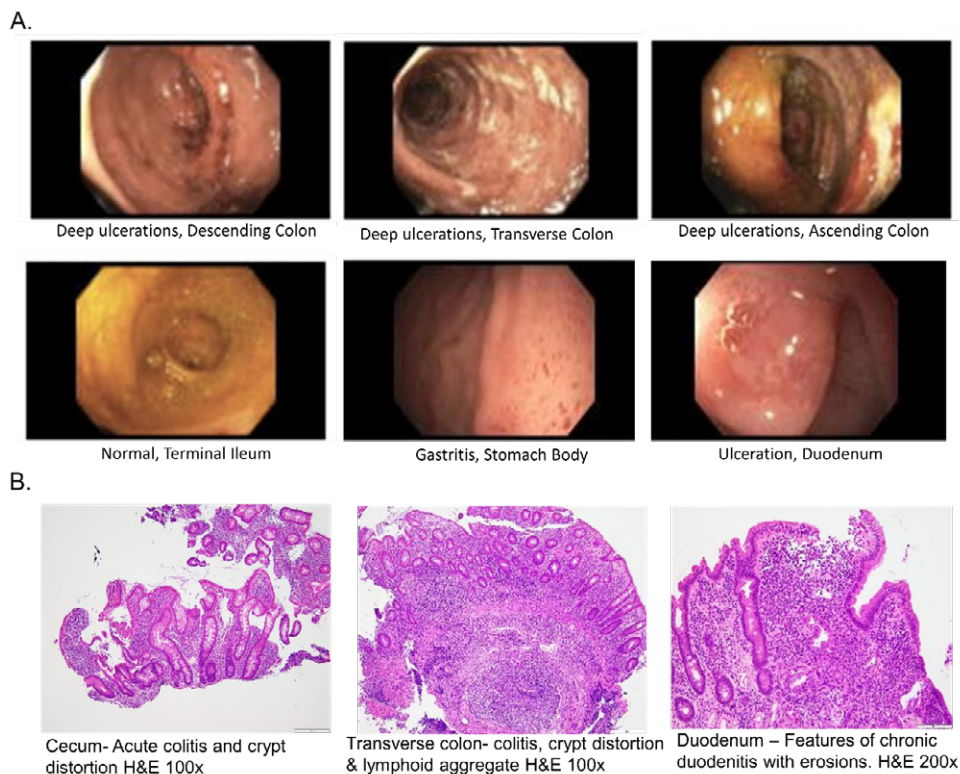 A.
Deep ulcerations, Descending Colon
Deep ulcerations, Transverse Colon
Deep ulcerations, Ascending Colon
Normal, Terminal Ileum
Gastritis, Stomach Body
Ulceration, Duodenum
B.
Cecum- Acute colitis and crypt
distortion H&E 100x
Transverse colon- colitis, crypt distortion
& lymphoid aggregate H&E 100x
Duodenum – Features of chronic
duodenitis with erosions. H&E 200x